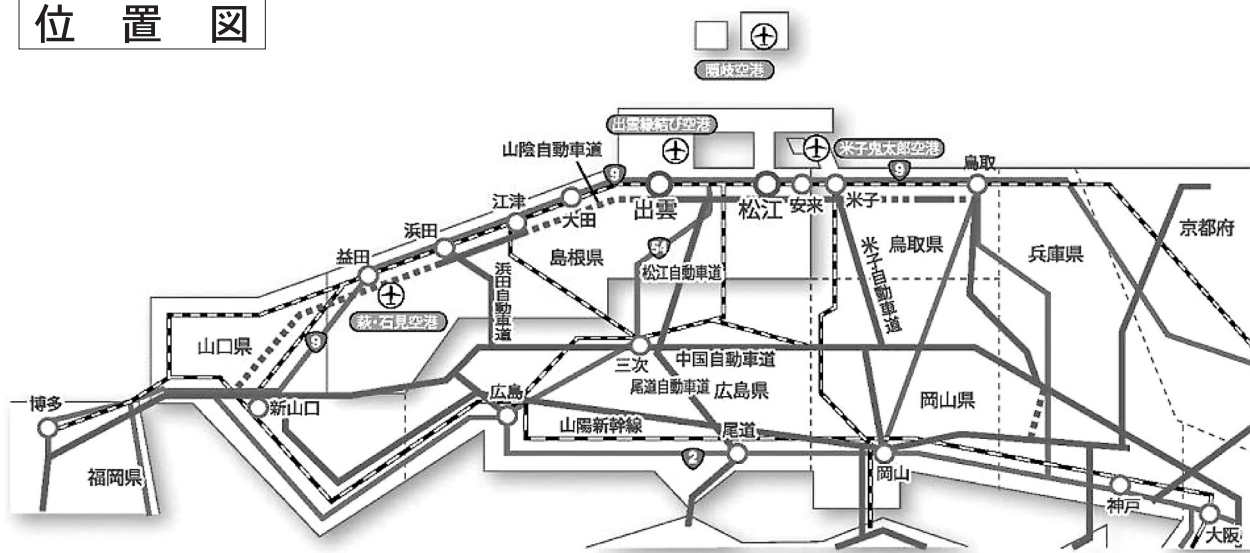 位置図
隠岐空港
出雲縁結び空港
米子鬼太郎空港
山陰自動車道
9
9
鳥取
江津
大田
出雲
松江
安来
米子
浜田
益田
島根県
54
松江自動車道
鳥取県
京都府
兵庫県
米子自動車道
浜田自動車道
萩・石見空港
9
山口県
三次
中国自動車道
尾道自動車道
広島県
岡山県
博多
新山口
広島
山陽新幹線
尾道
2
岡山
福岡県
神戸
大阪